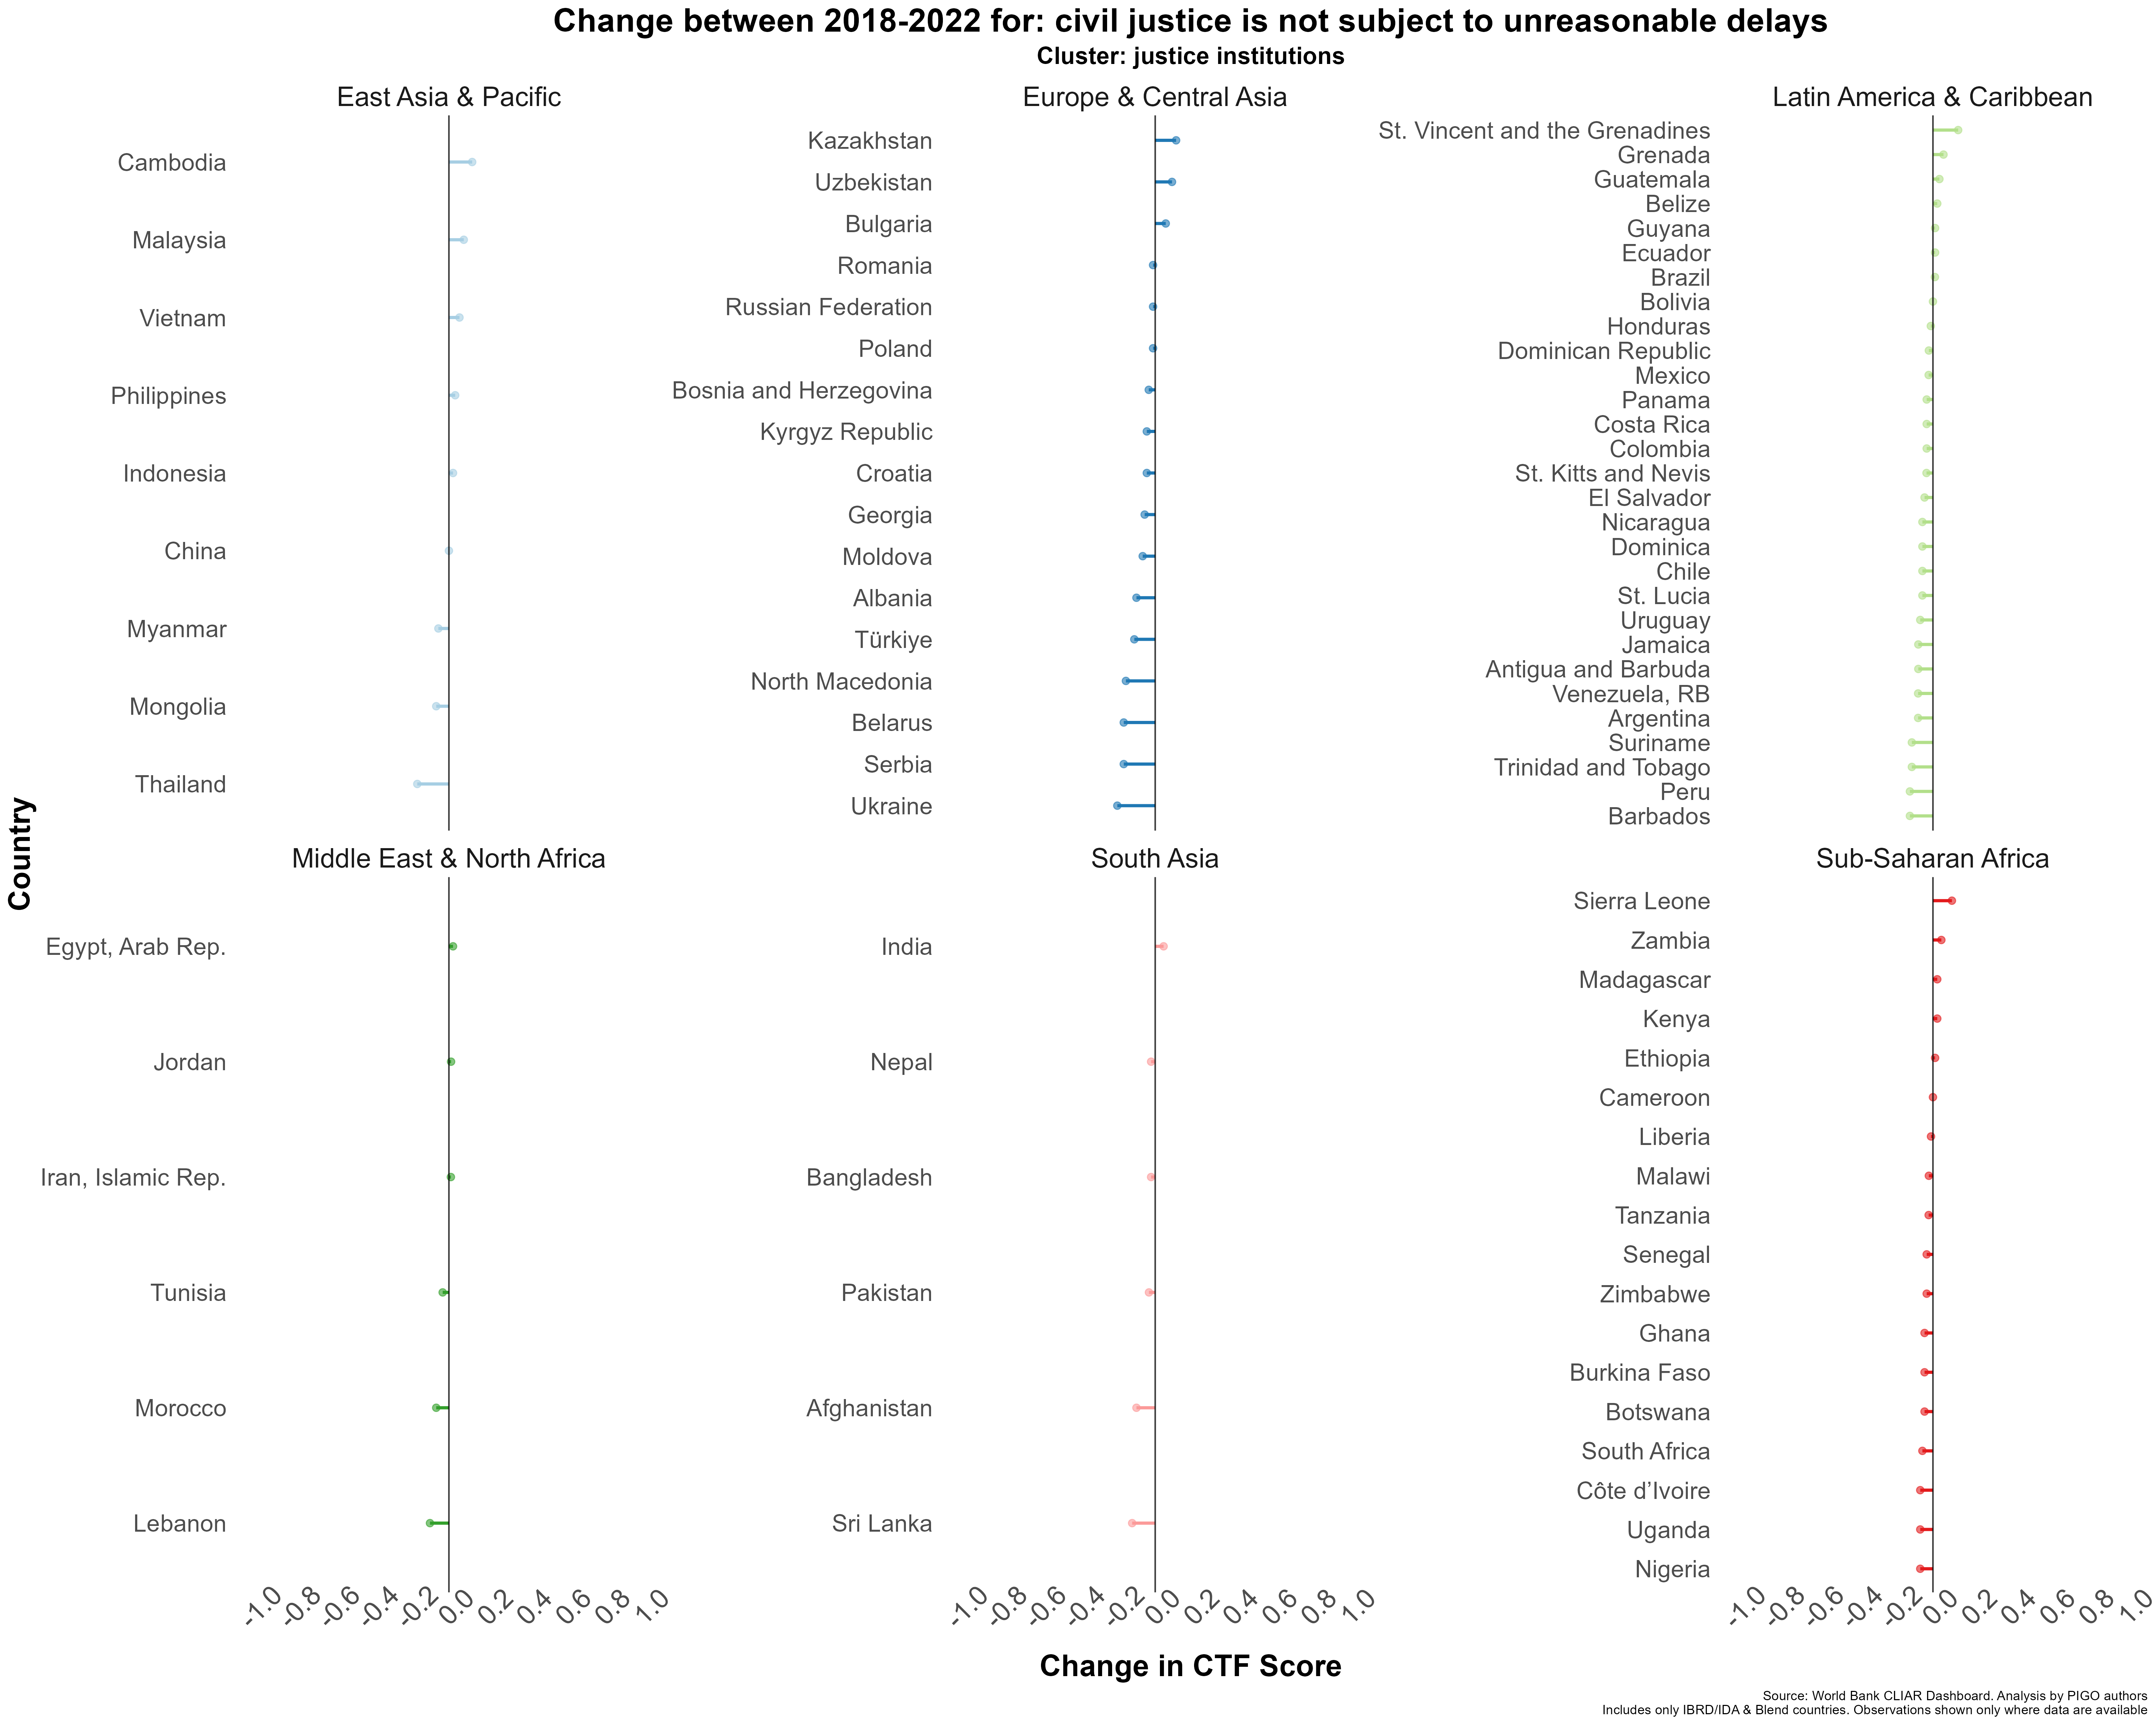 Change between 2018-2022 for: civil justice is not subject to unreasonable delays
Cluster: justice institutions
Country
East Asia & Pacific
Cambodia
Malaysia
Vietnam
Philippines
Indonesia
China
Myanmar
Mongolia
Thailand
Europe & Central Asia
Kazakhstan
Uzbekistan
Bulgaria
Romania
Russian Federation
Poland
Bosnia and Herzegovina
Kyrgyz Republic
Croatia
Georgia
Moldova
Albania
Türkiye
North Macedonia
Belarus
Serbia
Ukraine
Latin America & Caribbean
St. Vincent and the Grenadines
Grenada
Guatemala
Belize
Guyana
Ecuador
Brazil
Bolivia
Honduras
Dominican Republic
Mexico
Panama
Costa Rica
Colombia
St. Kitts and Nevis
El Salvador
Nicaragua
Dominica
Chile
St. Lucia
Uruguay
Jamaica
Antigua and Barbuda
Venezuela, RB
Argentina
Suriname
Trinidad and Tobago
Peru
Barbados
Middle East & North Africa
Egypt, Arab Rep.
Jordan
Iran, Islamic Rep.
Tunisia
Morocco
Lebanon
-1.0 -0.8 -0.6 -0.4 -0.2 0.0 0.2 0.4 0.6 0.8 1.0
South Asia
India
Nepal
Bangladesh
Pakistan
Afghanistan
Sri Lanka
-1.0 -0.8 -0.6 -0.4 -0.2 0.0 0.2 0.4 0.6 0.8 1.0
Sub-Saharan Africa
Sierra Leone
Zambia
Madagascar
Kenya
Ethiopia
Cameroon
Liberia
Malawi
Tanzania
Senegal
Zimbabwe
Ghana
Burkina Faso
Botswana
South Africa
Côte d’Ivoire
Uganda
Nigeria
-1.0 -0.8 -0.6 -0.4 -0.2 0.0 0.2 0.4 0.6 0.8 1.0
Change in CTF Score
Source: World Bank CLIAR Dashboard. Analysis by PIGO authors
Includes only IBRD/IDA & Blend countries. Observations shown only where data are available